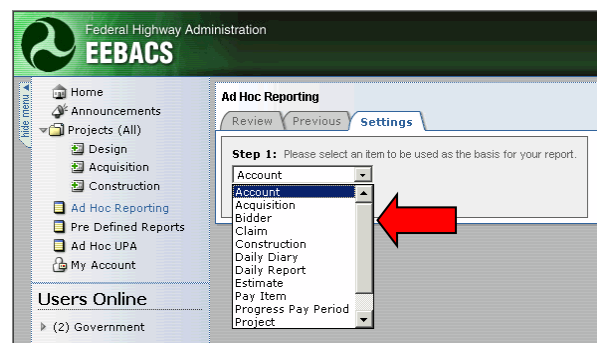 Federal Highway Administration
EEBACS
hide menu
Home
Announcements
Projects (All)
Design
Acquisition
Construction
Ad Hoc Reporting
Pre Defined Reports
Ad Hoc UPA
My Account
Users Online
(2) Government
Ad Hoc Reporting
Review Previous Settings
Step 1: Please select an item to be used as the basis for your report.
Account
Account
Acquisition
Bidder
Claim
Construction
Daily Diary
Daily Report
Estimate
Pay Item
Progress Pay Period
Project